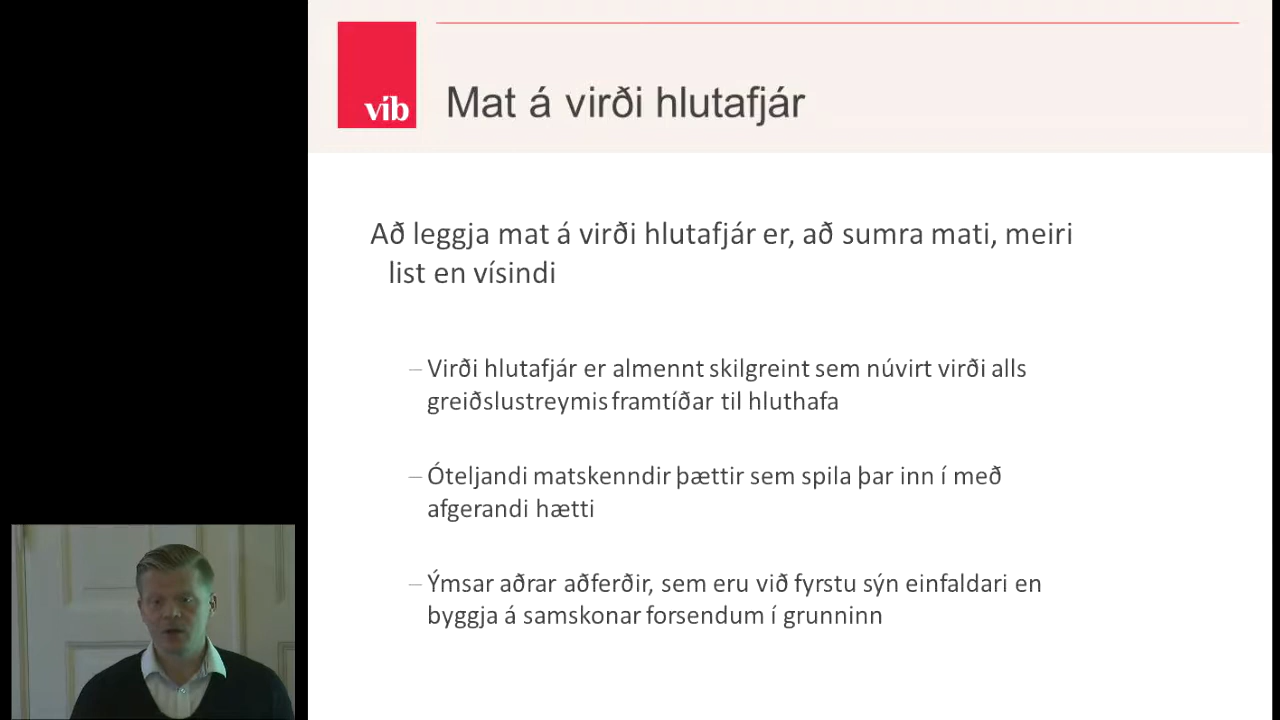 víb
Mat á virði hlutafjár
Að leggja mat á virði hlutafjár er, að sumra mati, meiri
list en vísindi
– Virði hlutafjár er almennt skilgreint sem núvirt virði alls
greiðslustreymis framtíðar til hluthafa
– Óteljandi matskenndir þættir sem spila þar inn í með
afgerandi hætti
– Ýmsar aðrar aðferðir, sem eru við fyrstu sýn einfaldari en
byggja á samskonar forsendum í grunninn